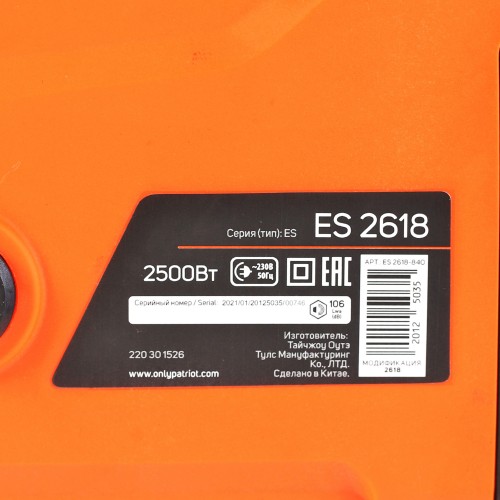 Серия (тип): ES ES 2618
2500Вт ~230В 50Гц EAC
Серийный номер / Serial : 2021/01/20125035/00746
106
Lwa
(dB)
220 30 1526
www.onlypatriot.com
Изготовитель:
Тайчжоу Оутэ
Тулс Мануфактуринг
Ко., ЛТД.
Сделано в Китае.
АРТ. ES 2618-840
2012 5035
МОДИФИКАЦИЯ
2618